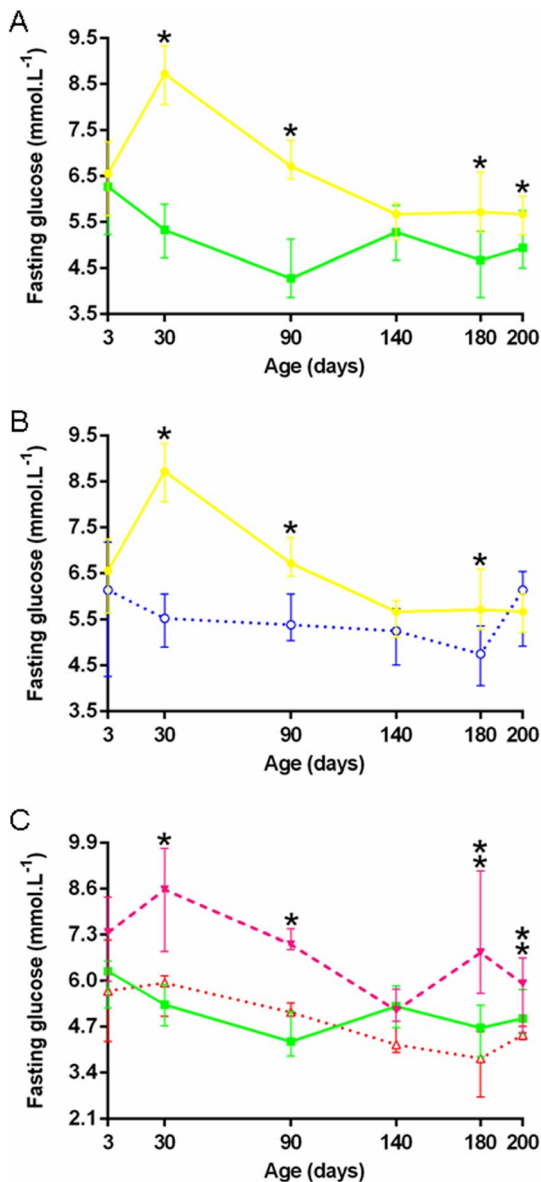 A
Fasting glucose (mmol.L-1)
9.5
8.5
7.5
6.5
5.5
4.5
3.5
*
*
*
*
3 30 90 140 180 200
Age (days)
B
Fasting glucose (mmol.L-1)
9.5
8.5
7.5
6.5
5.5
4.5
3.5
*
*
*
3 30 90 140 180 200
Age (days)
C
Fasting glucose (mmol.L-1)
9.9
8.6
7.3
6.0
4.7
3.4
2.1
*
*
*
*
*
*
3 30 90 140 180 200
Age (days)